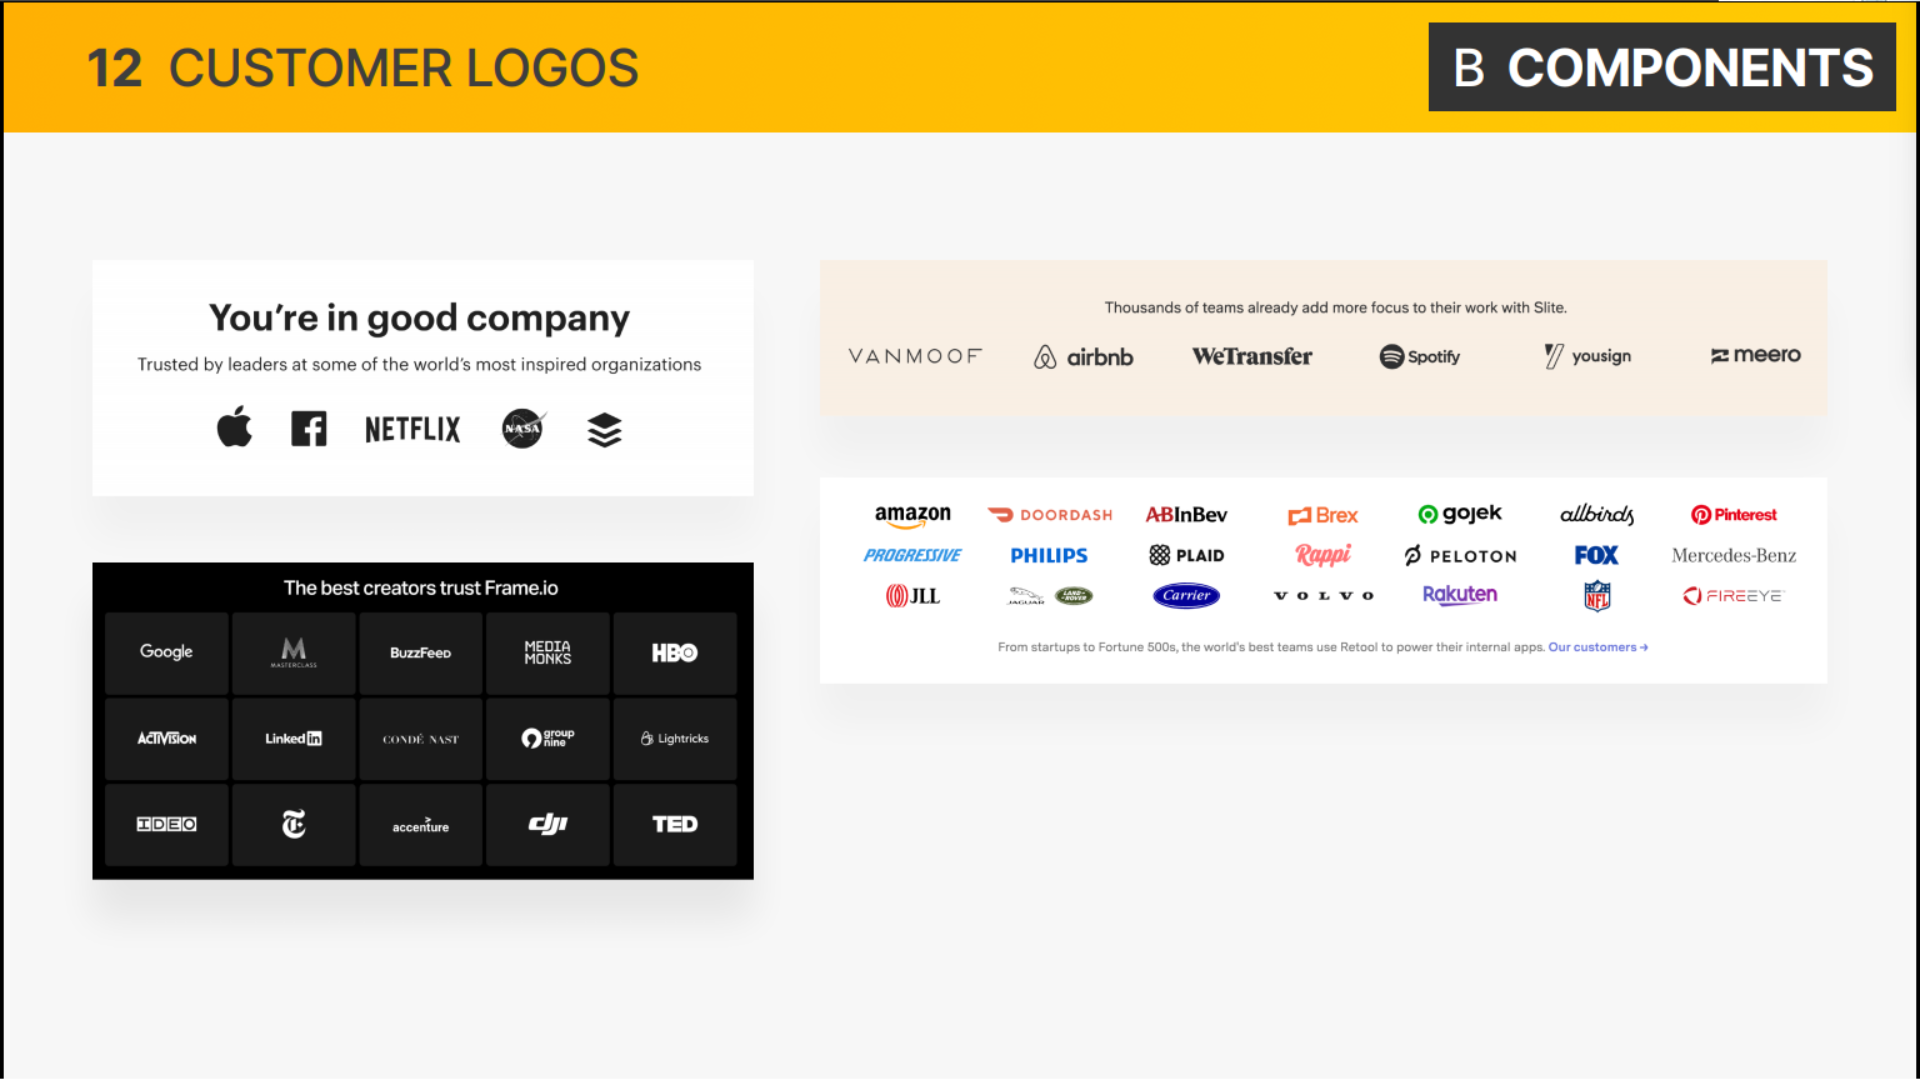 12 CUSTOMER LOGOS
B COMPONENTS
You’re in good company
Trusted by leaders at some of the world’s most inspired organizations
NETFLIX NASA
The best creators trust Frame.io
Google M MASTERCLASS BuzzFeeD MEDIA MONKS HBO
ACTIVISION Linked in CONDÉ NAST group nine Lightricks
IDEO T accenture dji TED
Thousands of teams already add more focus to their work with Slite.
VANMOOF airbnb WeTransfer Spotify yousign meero
amazon DOORDASH ABInBev Brex gojek allbirds Pinterest
PROGRESSIVE PHILIPS PLAID Rappi PELOTON FOX Mercedes-Benz
JLL JAGUAR LAND-ROVER Carrier VOLVO Rakuten NFL FIREEYE
From startups to Fortune 500s, the world's best teams use Retool to power their internal apps. Our customers →